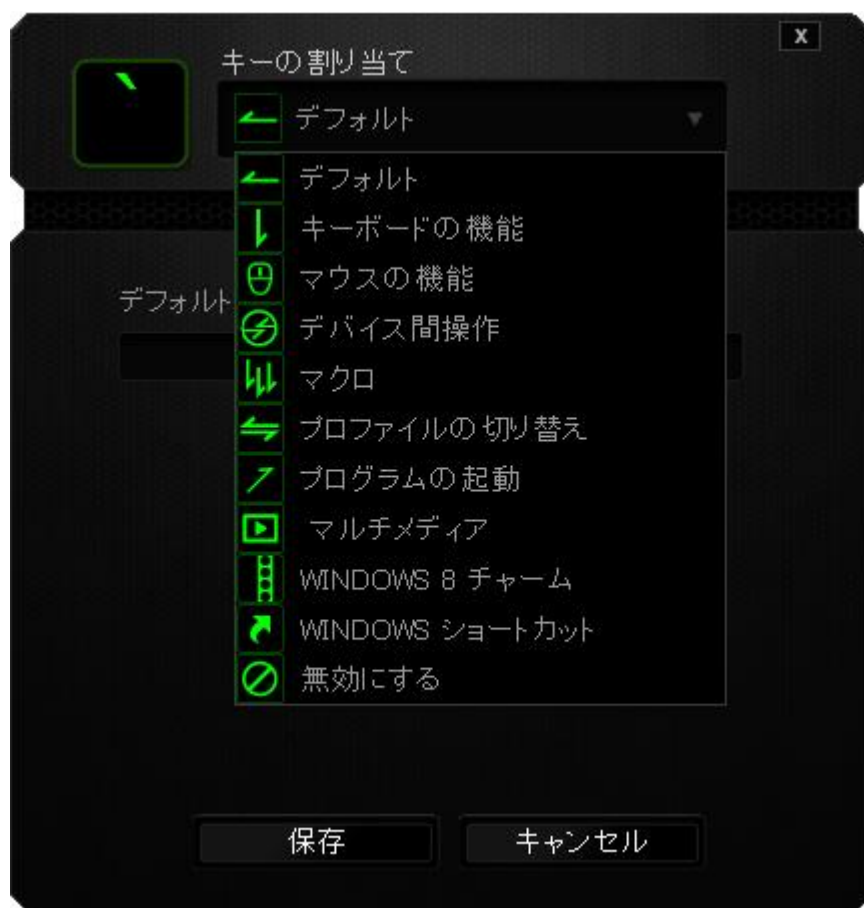 X
キーの割り当て
`
デフォルト
デフォルト
キーボードの機能
マウスの機能
デフォルト
デバイス間操作
マクロ
プロファイルの切り替え
プログラムの起動
マルチメディア
WINDOWS 8 チャーム
WINDOWS ショートカット
無効にする
保存
キャンセル